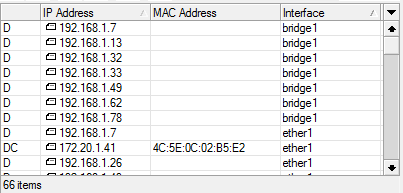 IP Address MAC Address Interface
D 192.168.1.7 bridge1
D 192.168.1.13 bridge1
D 192.168.1.32 bridge1
D 192.168.1.33 bridge1
D 192.168.1.49 bridge1
D 192.168.1.62 bridge1
D 192.168.1.78 bridge1
D 192.168.1.7 ether1
DC 172.20.1.41 4C:5E:0C:02:B5:E2 ether1
D 192.168.1.26 ether1
66 items